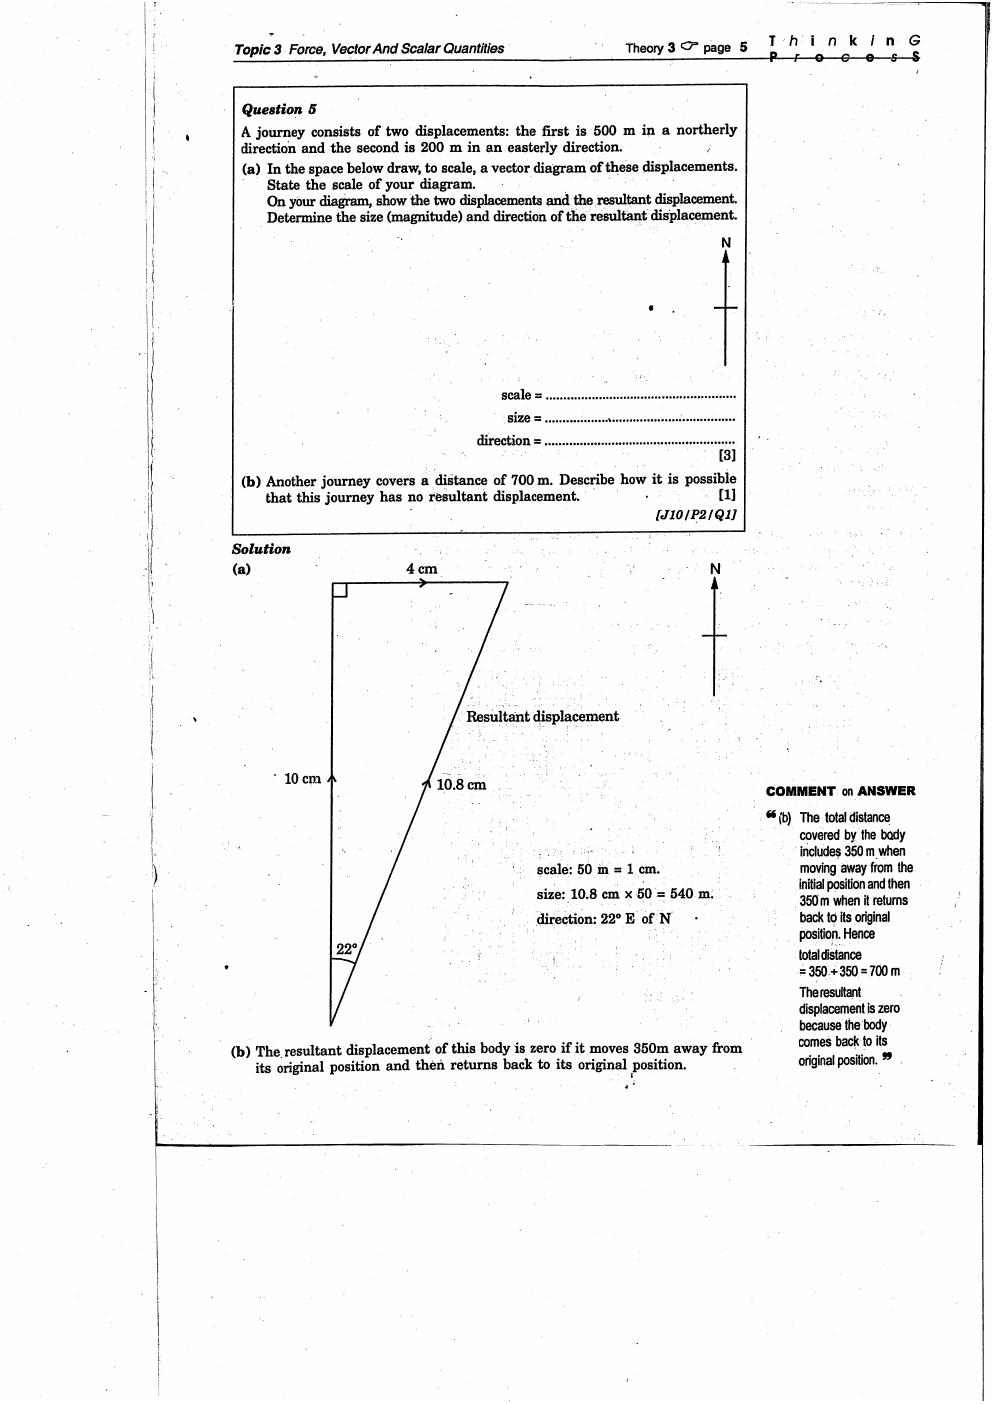 Topic 3 Force, Vector And Scalar Quantities Theory 3 ☞ page 5 ThinkinG
ProcesS
Question 5
A journey consists of two displacements: the first is 500 m in a northerly
direction and the second is 200 m in an easterly direction.
(a) In the space below draw, to scale, a vector diagram of these displacements.
State the scale of your diagram.
On your diagram, show the two displacements and the resultant displacement.
Determine the size (magnitude) and direction of the resultant displacement.
N
scale = ......................................................
size = ......................................................
direction = ......................................................
[3]
(b) Another journey covers a distance of 700 m. Describe how it is possible
that this journey has no resultant displacement. [1]
[J10/P2/Q1]
Solution
(a) 4 cm N
Resultant displacement
10 cm 10.8 cm
scale: 50 m = 1 cm.
size: 10.8 cm x 50 = 540 m.
direction: 22° E of N
22°
(b) The resultant displacement of this body is zero if it moves 350m away from
its original position and then returns back to its original position.
COMMENT on ANSWER
“(b) The total distance
covered by the body
includes 350 m when
moving away from the
initial position and then
350 m when it returns
back to its original
position. Hence
total distance
= 350 + 350 = 700 m
The resultant
displacement is zero
because the body
comes back to its
original position. ”